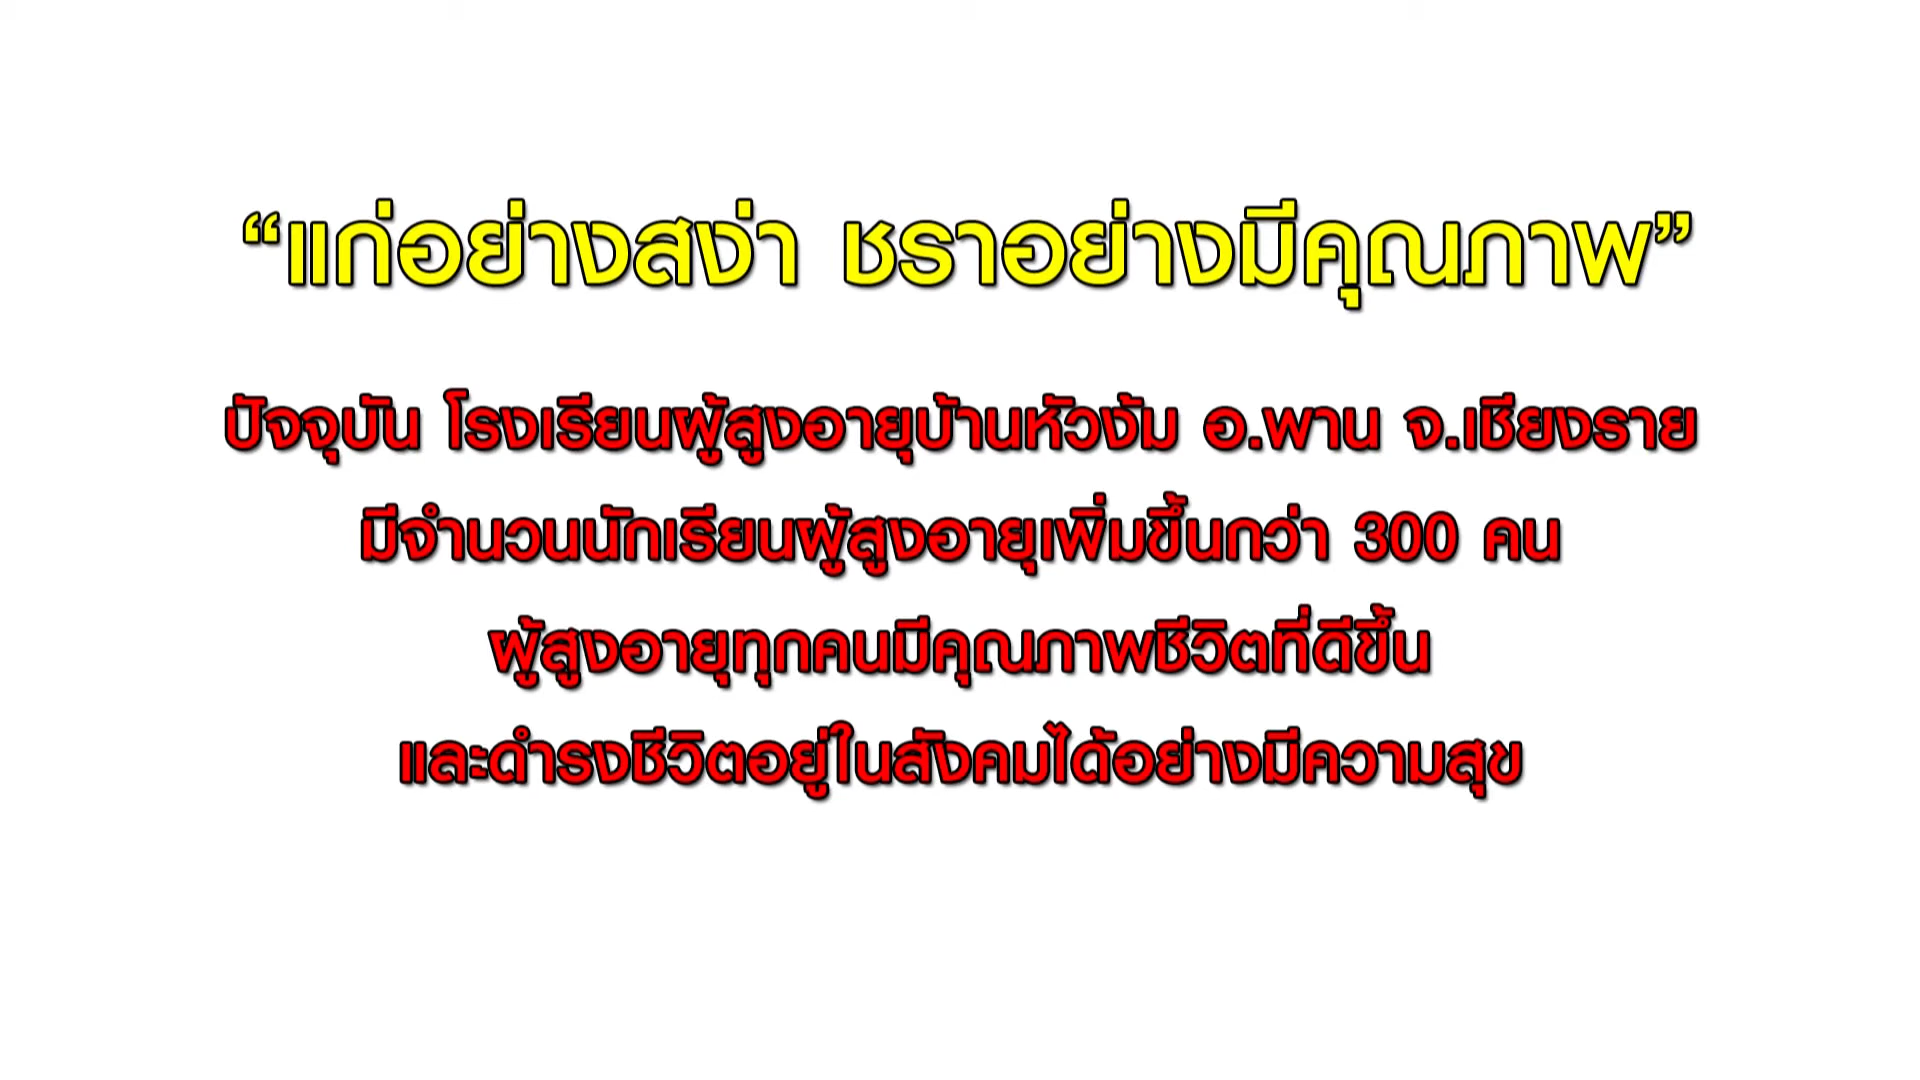 “แก่อย่างสง่า ชราอย่างมีคุณภาพ”
ปัจจุบัน โรงเรียนผู้สูงอายุบ้านหัวง้ม อ.พาน จ.เชียงราย
มีจำนวนนักเรียนผู้สูงอายุเพิ่มขึ้นกว่า 300 คน
ผู้สูงอายุทุกคนมีคุณภาพชีวิตที่ดีขึ้น
และดำรงชีวิตอยู่ในสังคมได้อย่างมีความสุข